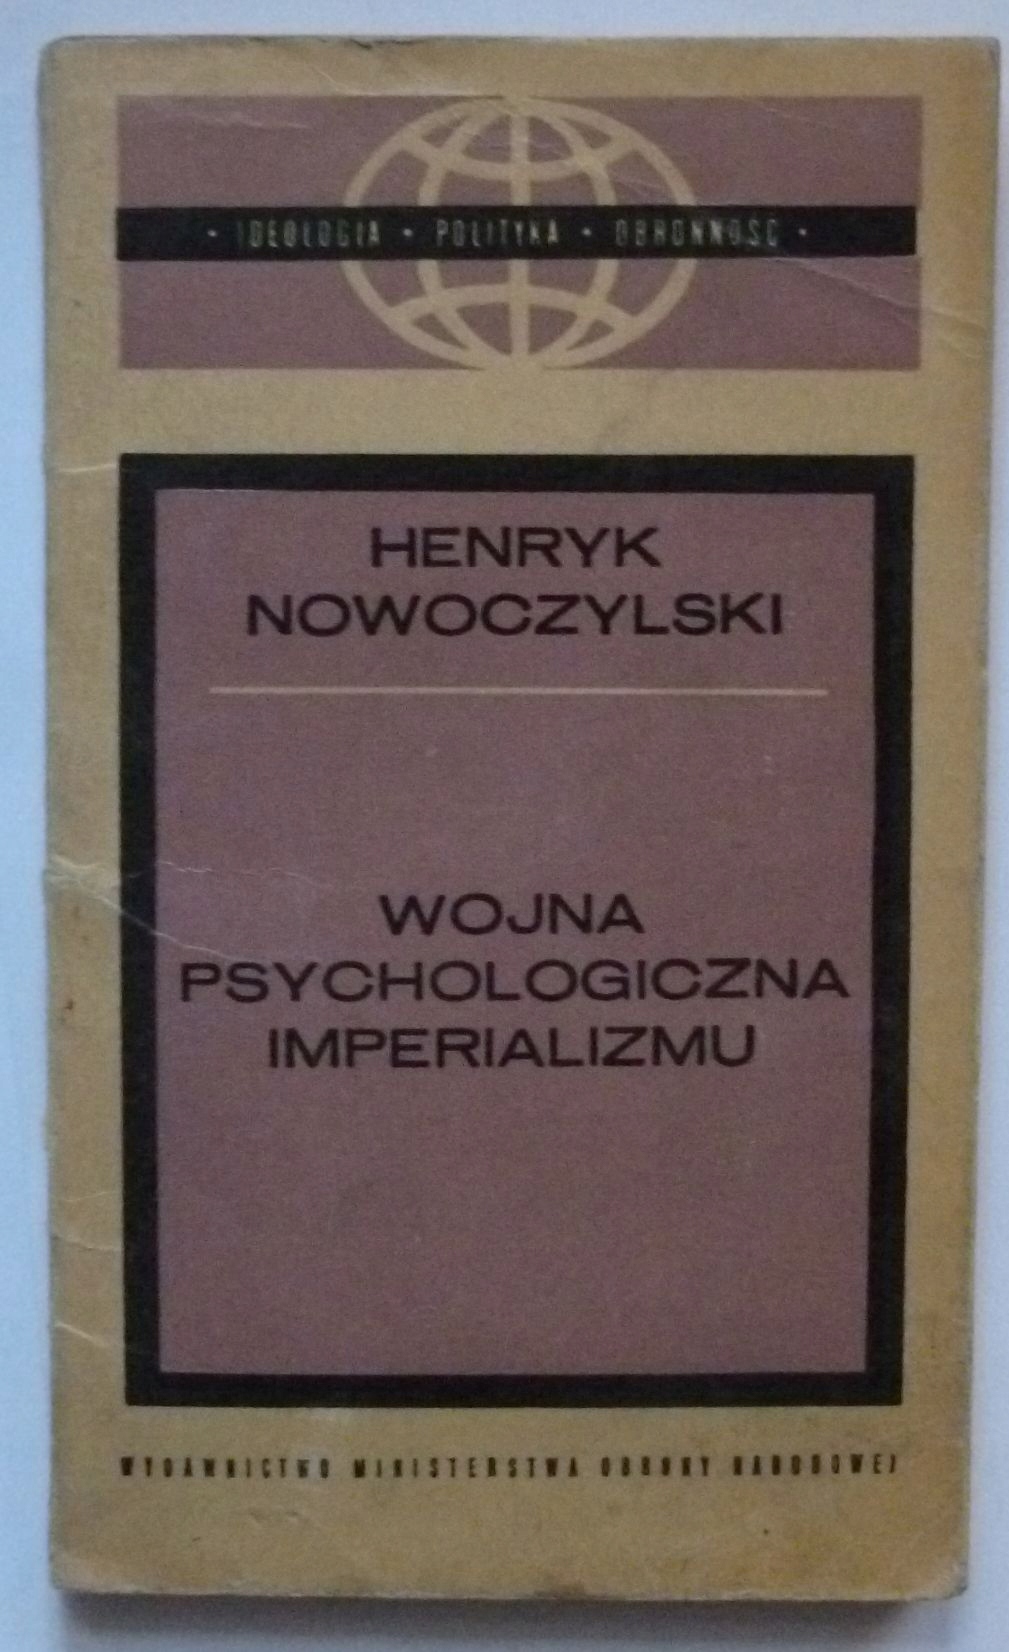 • IDEOLOGIA • POLITYKA • OBRONNOŚĆ •
HENRYK
NOWOCZYLSKI
WOJNA
PSYCHOLOGICZNA
IMPERIALIZMU
WYDAWNICTWO MINISTERSTWA OBRONY NARODOWEJ